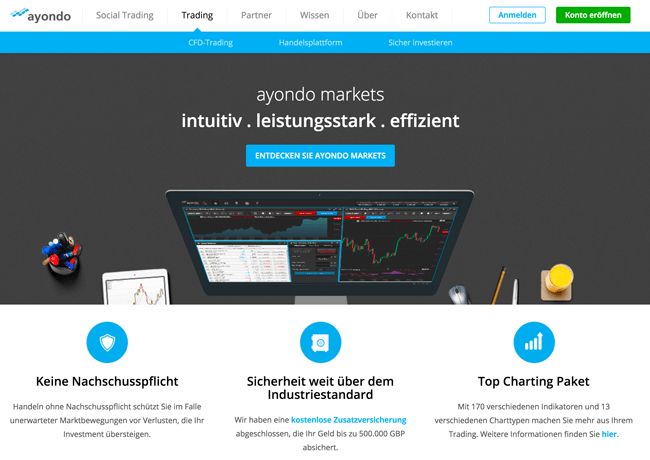 ayondo
Social Trading
Trading
Partner
Wissen
Über
Kontakt
Anmelden
Konto eröffnen
CFD-Trading
Handelsplattform
Sicher investieren
ayondo markets
intuitiv . leistungsstark . effizient
ENTDECKEN SIE AYONDO MARKETS
Keine Nachschusspflicht
Handeln ohne Nachschusspflicht schützt Sie im Falle
unerwarteter Marktbewegungen vor Verlusten, die Ihr
Investment übersteigen.
Sicherheit weit über dem
Industriestandard
Wir haben eine kostenlose Zusatzversicherung
abgeschlossen, die Ihr Geld bis zu 500.000 GBP
absichert.
Top Charting Paket
Mit 170 verschiedenen Indikatoren und 13
verschiedenen Charttypen machen Sie mehr aus Ihrem
Trading. Weitere Informationen finden Sie hier.